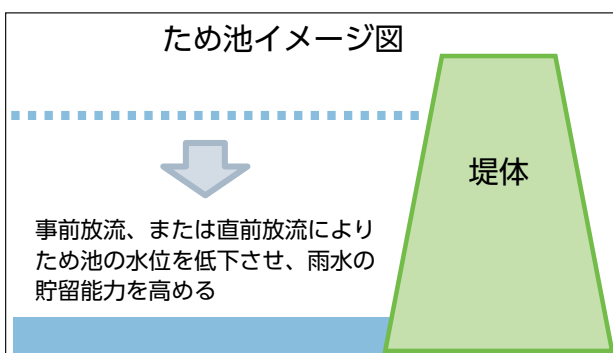 ため池イメージ図
堤体
事前放流、または直前放流により
ため池の水位を低下させ、雨水の
貯留能力を高める